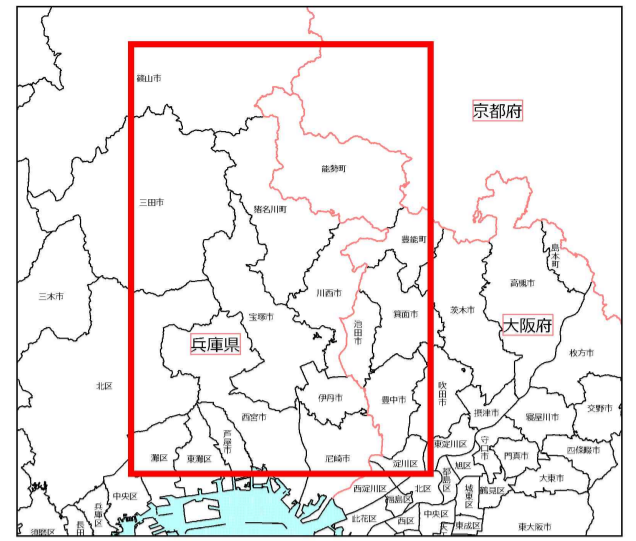 篠山市
京都府
能勢町
三田市
猪名川町
豊能町
島本町
高槻市
三木市
川西市
宝塚市
池田市
箕面市
茨木市
大阪府
兵庫県
枚方市
北区
伊丹市
豊中市
吹田市
摂津市
寝屋川市
交野市
西宮市
芦屋市
東淀川区
守口市
門真市
四條畷市
灘区
東灘区
尼崎市
淀川区
旭区
大東市
都島区
城東区
鶴見区
中央区
兵庫区
西淀川区
福島区
北区
此花区
西区
中央区
東成区
東大阪市
須磨区
長田